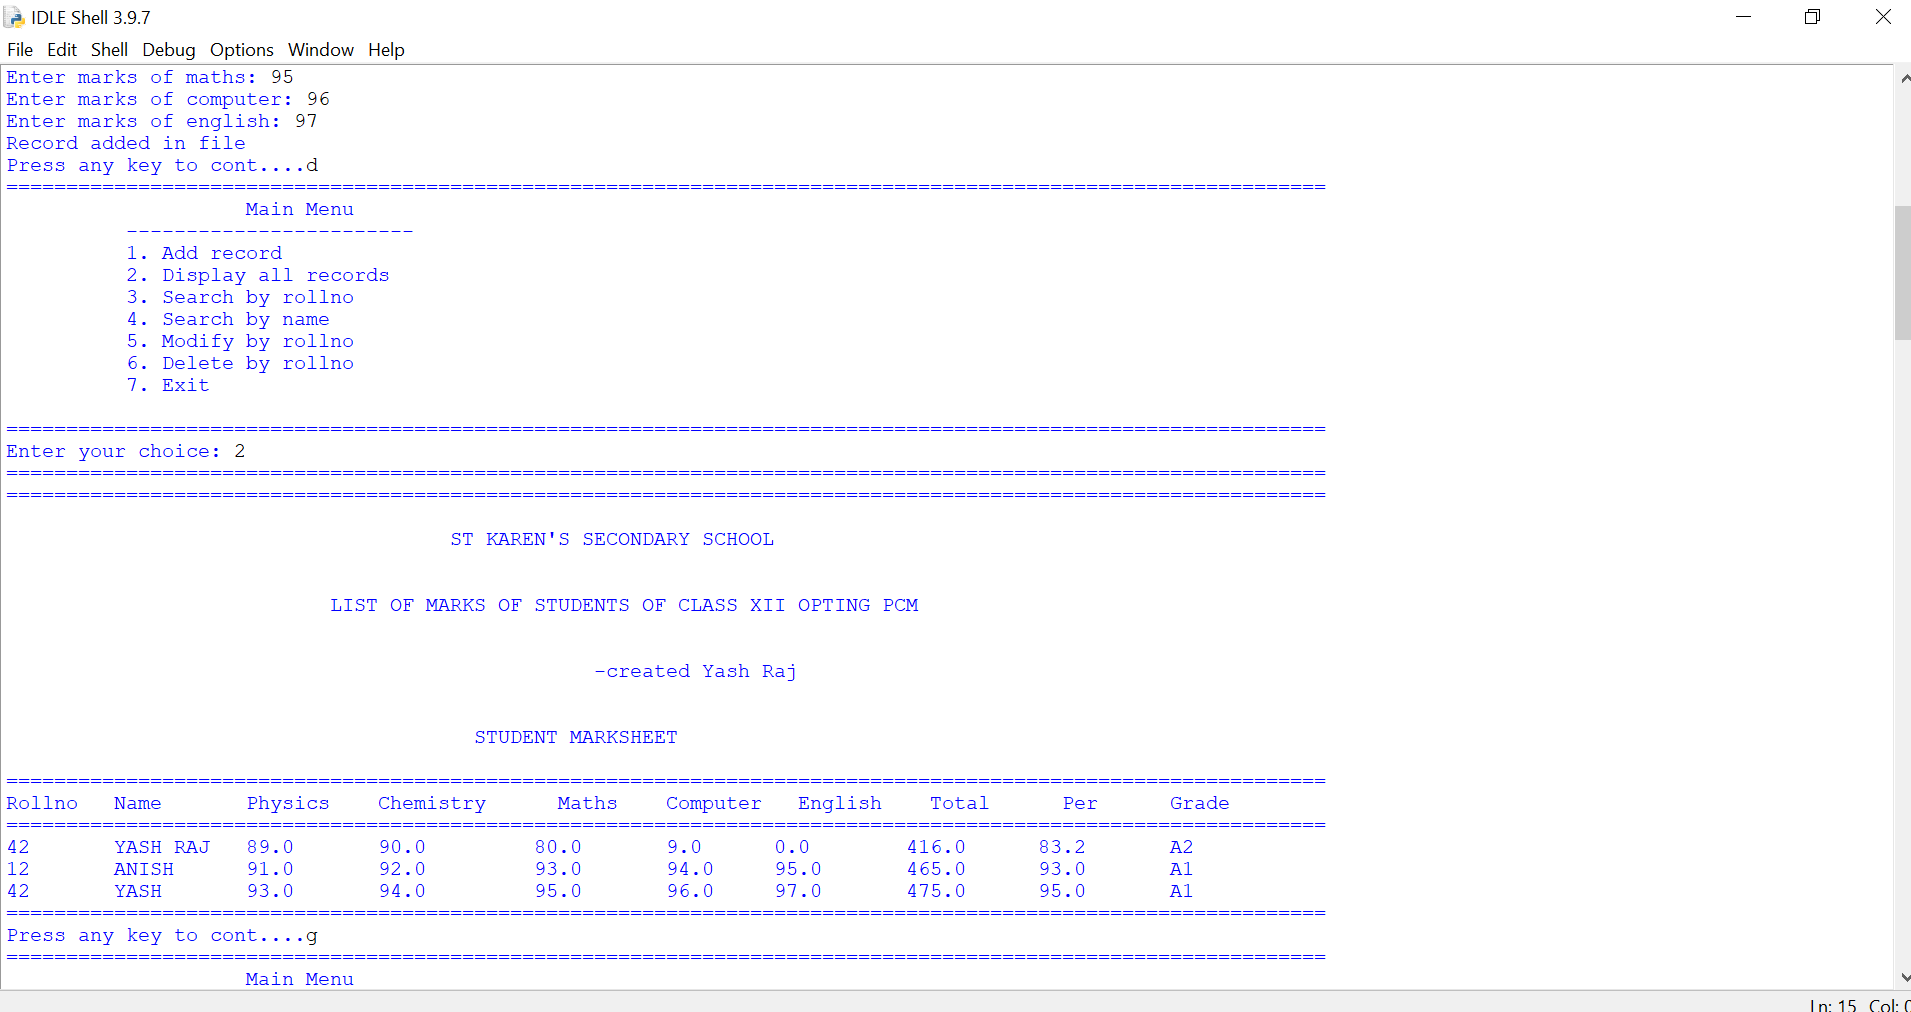 IDLE Shell 3.9.7
File Edit Shell Debug Options Window Help
Enter marks of maths: 95
Enter marks of computer: 96
Enter marks of english: 97
Record added in file
Press any key to cont....d
==============================================================================================================
Main Menu
------------------------
1. Add record
2. Display all records
3. Search by rollno
4. Search by name
5. Modify by rollno
6. Delete by rollno
7. Exit
==============================================================================================================
Enter your choice: 2
==============================================================================================================
==============================================================================================================
ST KAREN'S SECONDARY SCHOOL
LIST OF MARKS OF STUDENTS OF CLASS XII OPTING PCM
-created Yash Raj
STUDENT MARKSHEET
==============================================================================================================
Rollno Name Physics Chemistry Maths Computer English Total Per Grade
==============================================================================================================
42 YASH RAJ 89.0 90.0 80.0 9.0 0.0 416.0 83.2 A2
12 ANISH 91.0 92.0 93.0 94.0 95.0 465.0 93.0 A1
42 YASH 93.0 94.0 95.0 96.0 97.0 475.0 95.0 A1
==============================================================================================================
Press any key to cont....g
==============================================================================================================
Main Menu
Ln: 15 Col: 0